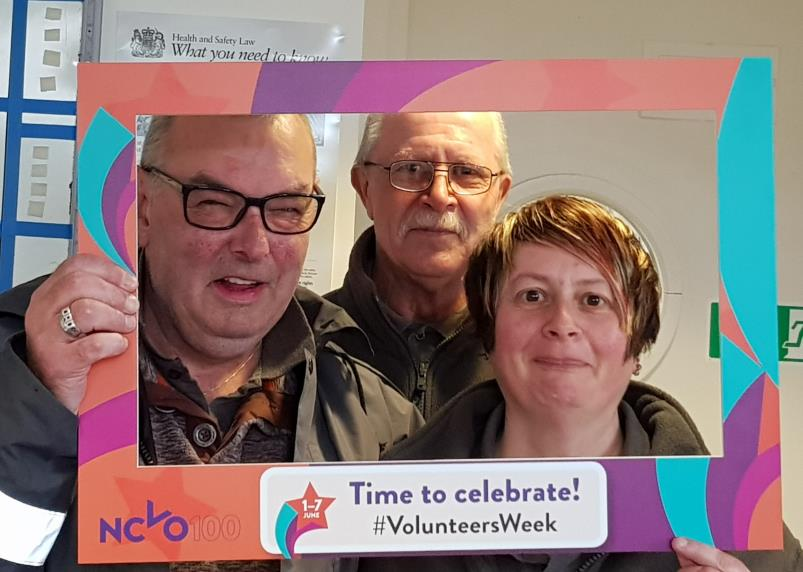 Health and Safety Law
What you need to know
1–7
JUNE
Time to celebrate!
#VolunteersWeek
NCVO100